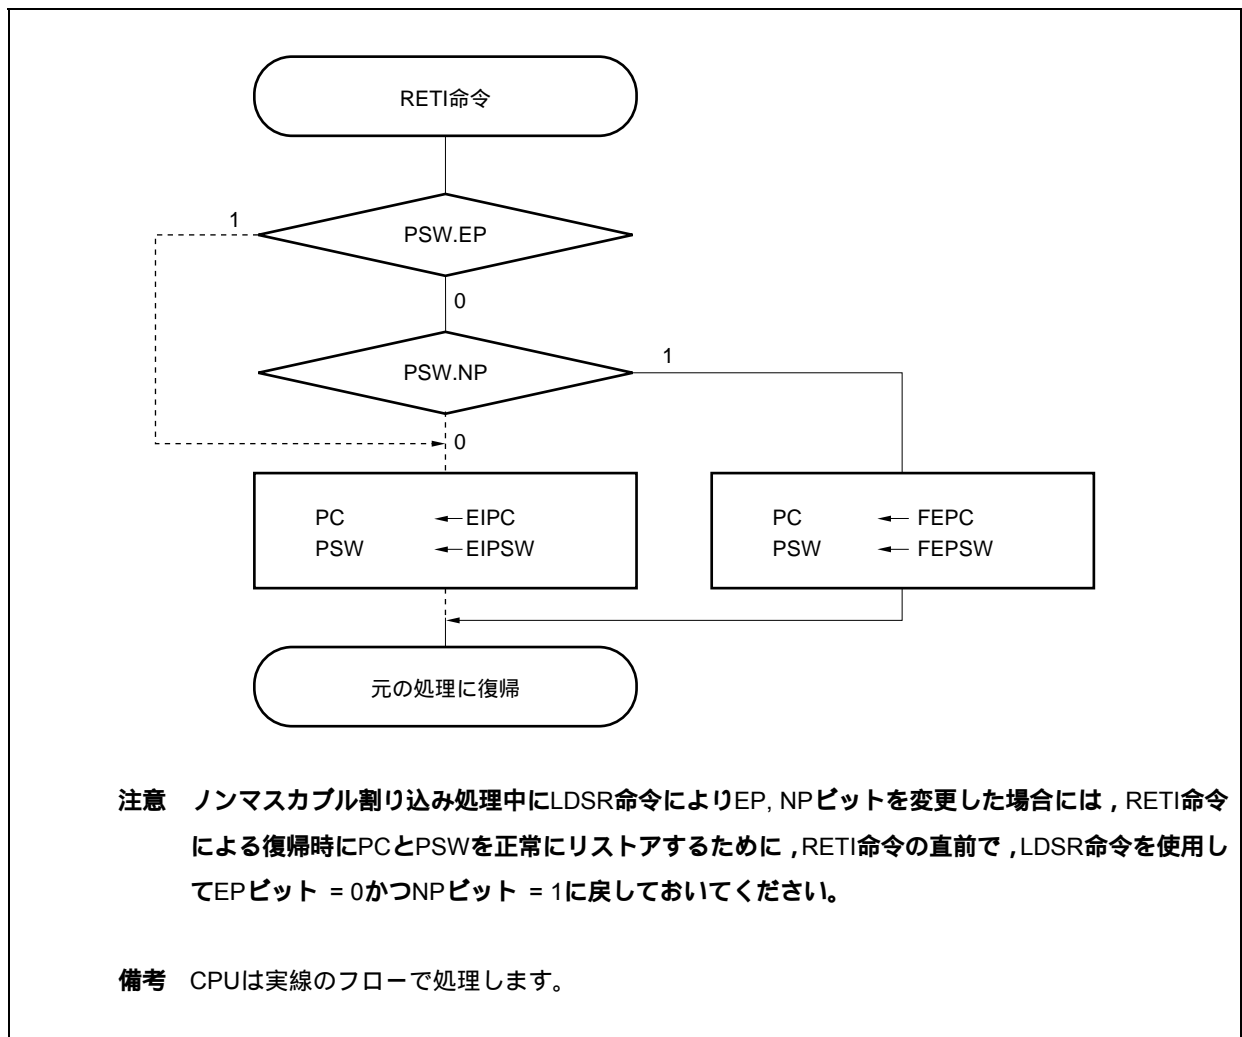 RETI命令
1
PSW.EP
0
PSW.NP
1
0
PC ←EIPC
PSW ←EIPSW
PC ← FEPC
PSW ← FEPSW
元の処理に復帰
注意 ノンマスカブル割り込み処理中にLDSR命令によりEP, NPビットを変更した場合には，RETI命令
による復帰時にPCとPSWを正常にリストアするために，RETI命令の直前で，LDSR命令を使用し
てEPビット = 0かつNPビット = 1に戻しておいてください。
備考 CPUは実線のフローで処理します。